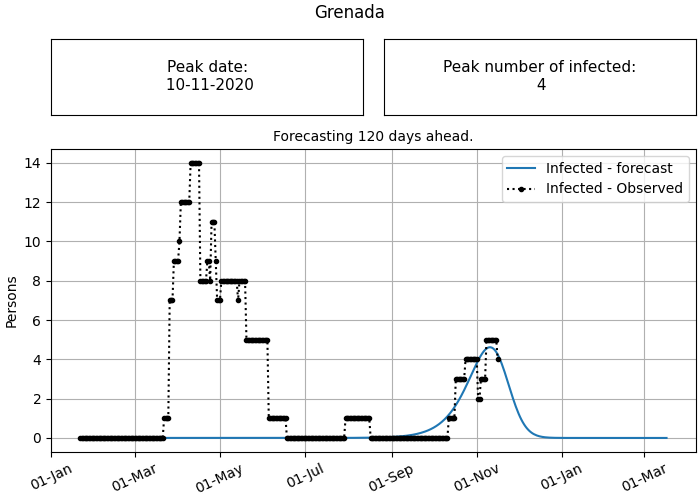 Grenada
Peak date:
10-11-2020
Peak number of infected:
4
Forecasting 120 days ahead.
Infected - forecast
Infected - Observed
Persons
14
12
10
8
6
4
2
0
01-Jan
01-Mar
01-May
01-Jul
01-Sep
01-Nov
01-Jan
01-Mar